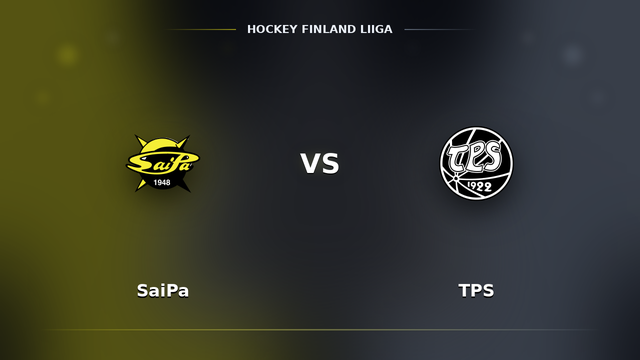 HOCKEY FINLAND LIIGA
SaiPa
1948
VS
TPS
1922
SaiPa
TPS